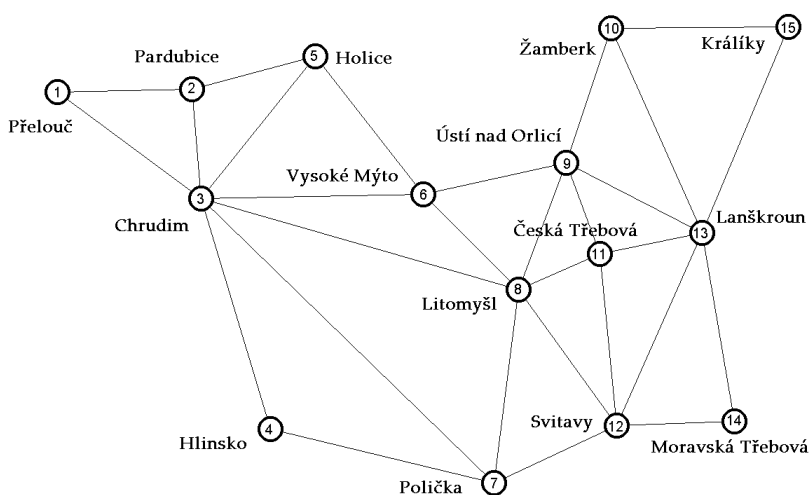 10
15
Žamberk
Králíky
Pardubice
5
Holice
1
2
Přelouč
Ústí nad Orlicí
9
Vysoké Mýto
6
3
Chrudim
Lanškroun
13
Česká Třebová
11
8
Litomyšl
Svitavy
12
14
Moravská Třebová
4
Hlinsko
7
Polička